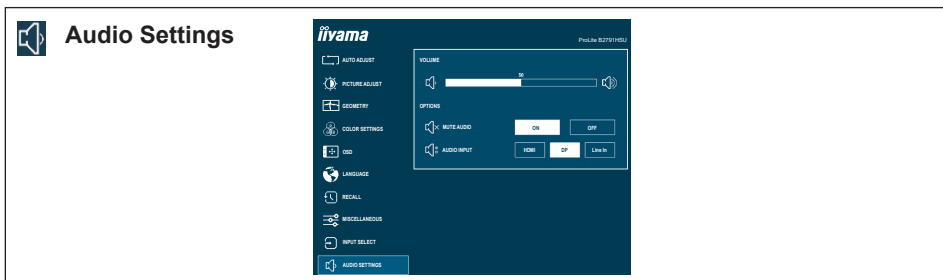 Audio Settings
iiyama
ProLite B2791HSU
AUTO ADJUST
PICTURE ADJUST
GEOMETRY
COLOR SETTINGS
OSD
LANGUAGE
RECALL
MISCELLANEOUS
INPUT SELECT
AUDIO SETTINGS
VOLUME
50
OPTIONS
MUTE AUDIO ON OFF
AUDIO INPUT HDMI DP Line In